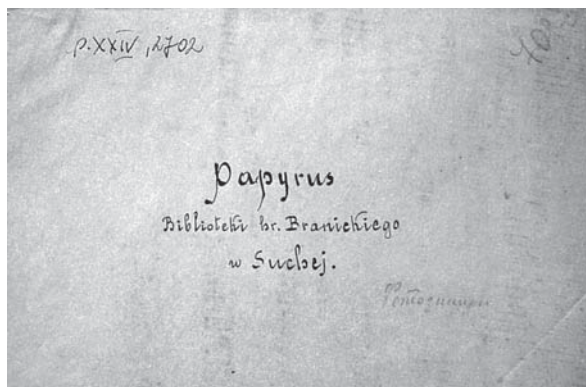 p. XXIV, 2702
Papyrus
Biblioteki hr. Branickiego
w Suchej.